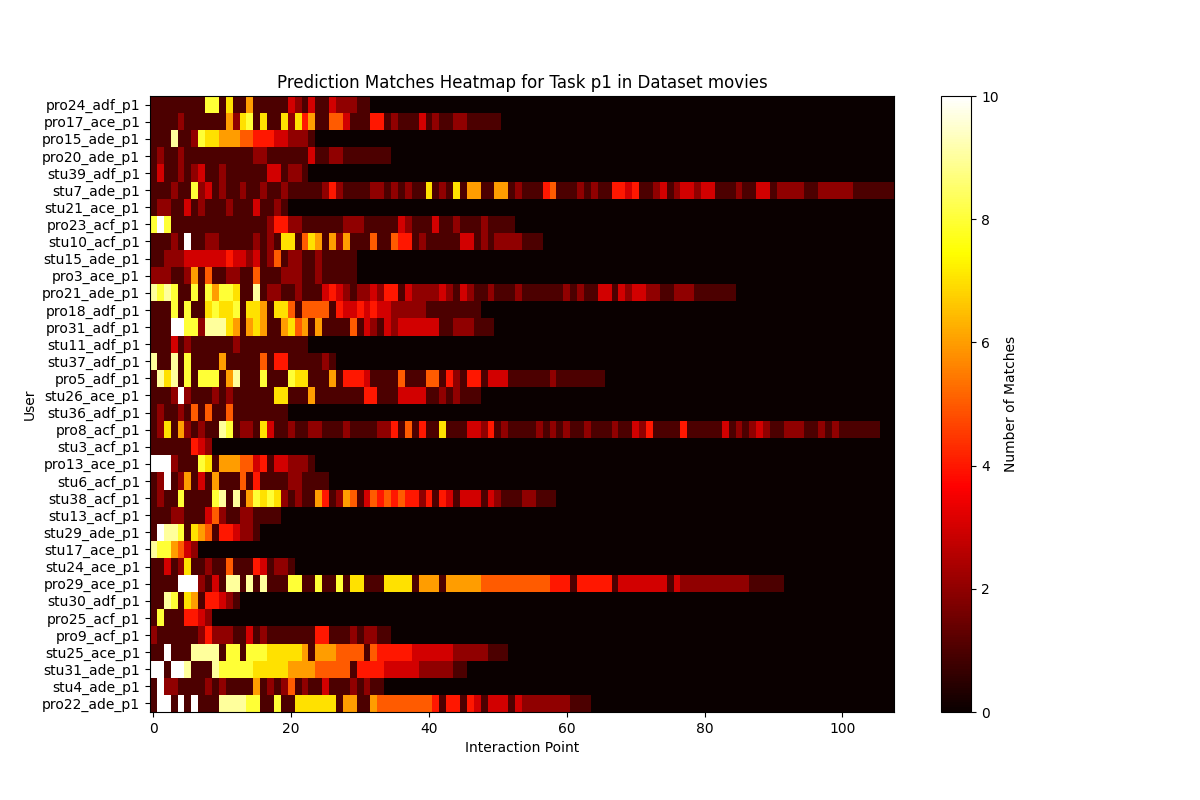 Prediction Matches Heatmap for Task p1 in Dataset movies
User
pro24_adf_p1
pro17_ace_p1
pro15_ade_p1
pro20_ade_p1
stu39_adf_p1
stu7_ade_p1
stu21_ace_p1
pro23_acf_p1
stu10_acf_p1
stu15_ade_p1
pro3_ace_p1
pro21_ade_p1
pro18_adf_p1
pro31_adf_p1
stu11_adf_p1
stu37_adf_p1
pro5_adf_p1
stu26_ace_p1
stu36_adf_p1
pro8_acf_p1
stu3_acf_p1
pro13_ace_p1
stu6_acf_p1
stu38_acf_p1
stu13_acf_p1
stu29_ade_p1
stu17_ace_p1
stu24_ace_p1
pro29_ace_p1
stu30_adf_p1
pro25_acf_p1
pro9_acf_p1
stu25_ace_p1
stu31_ade_p1
stu4_ade_p1
pro22_ade_p1
0 20 40 60 80 100
Interaction Point
10
8
6
4
2
0
Number of Matches